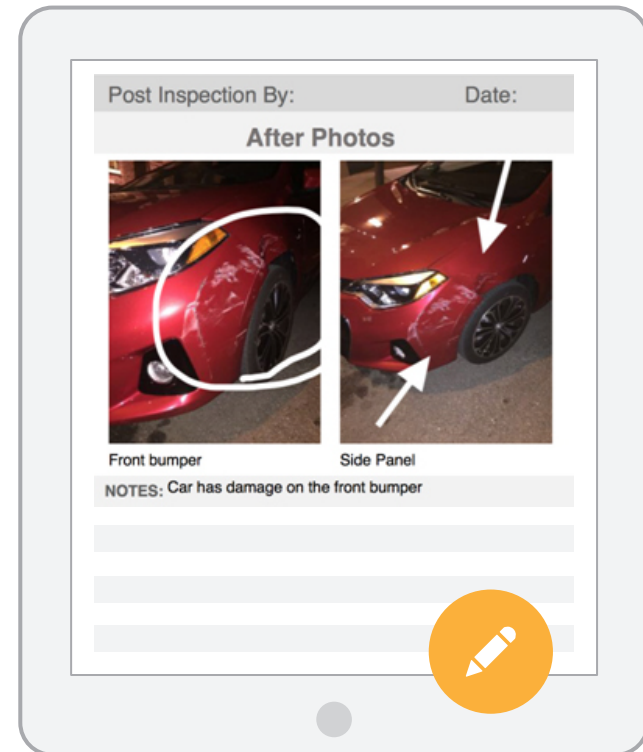 Post Inspection By: Date:
After Photos
Front bumper Side Panel
NOTES: Car has damage on the front bumper